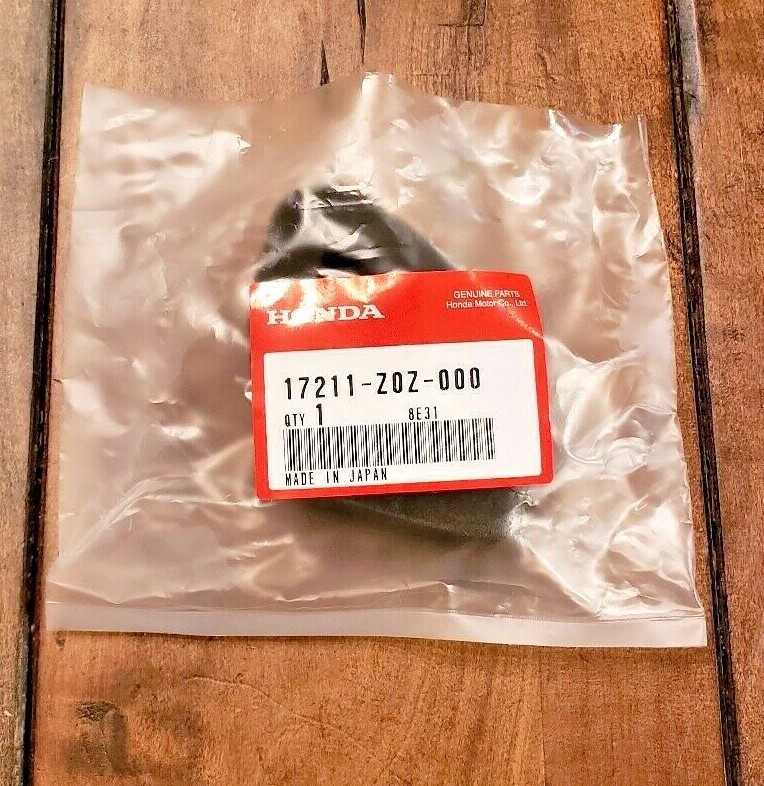 HONDA
GENUINE PARTS
Honda Motor Co., Ltd.
17211-Z0Z-000
QTY 1 8E31
MADE IN JAPAN